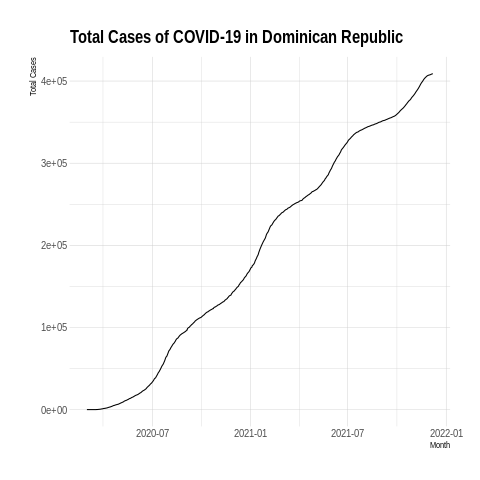 Total Cases of COVID-19 in Dominican Republic
Total Cases
4e+05
3e+05
2e+05
1e+05
0e+00
2020-07 2021-01 2021-07 2022-01
Month